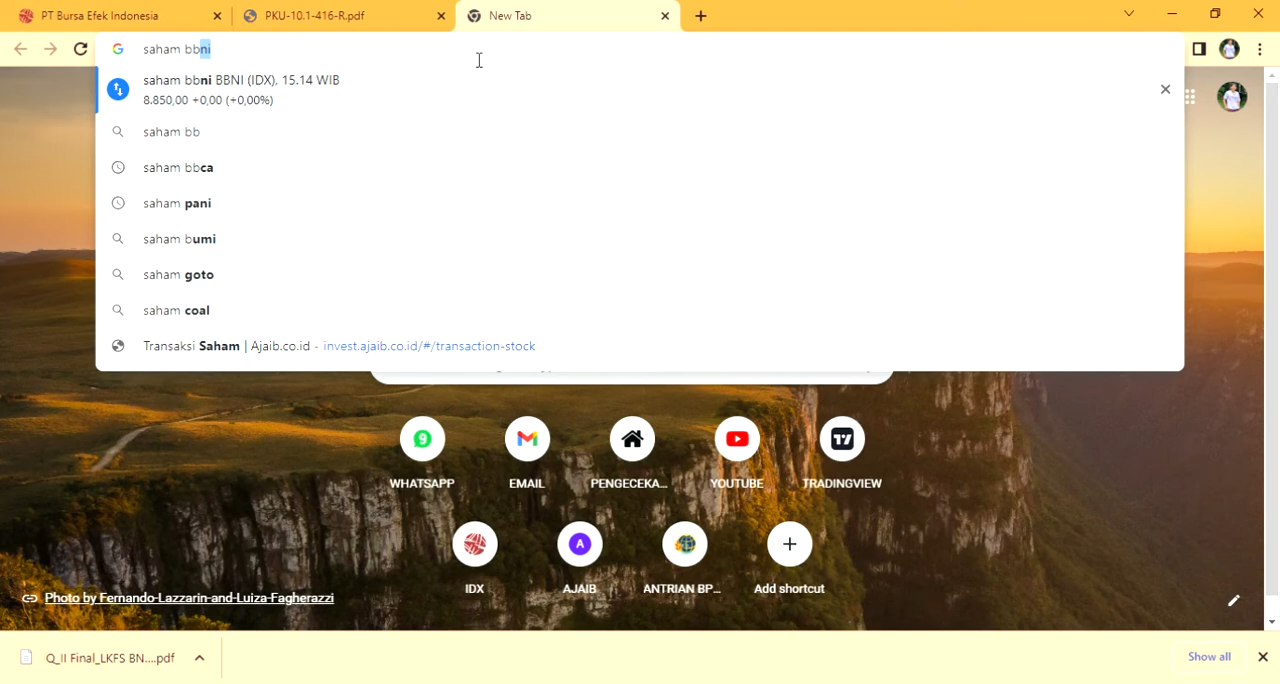 PT Bursa Efek Indonesia
PKU-10.1-416-R.pdf
New Tab
saham bbni
saham bbni BBNI (IDX), 15.14 WIB
8.850,00 +0,00 (+0,00%)
saham bb
saham bbca
saham pani
saham bumi
saham goto
saham coal
Transaksi Saham | Ajaib.co.id - invest.ajaib.co.id/#/transaction-stock
WHATSAPP
EMAIL
PENGECEKA...
YOUTUBE
TRADINGVIEW
IDX
AJAIB
ANTRIAN BP...
Add shortcut
Photo by Fernando-Lazzarin-and-Luiza-Fagherazzi
Q_II Final_LKFS BN....pdf
Show all